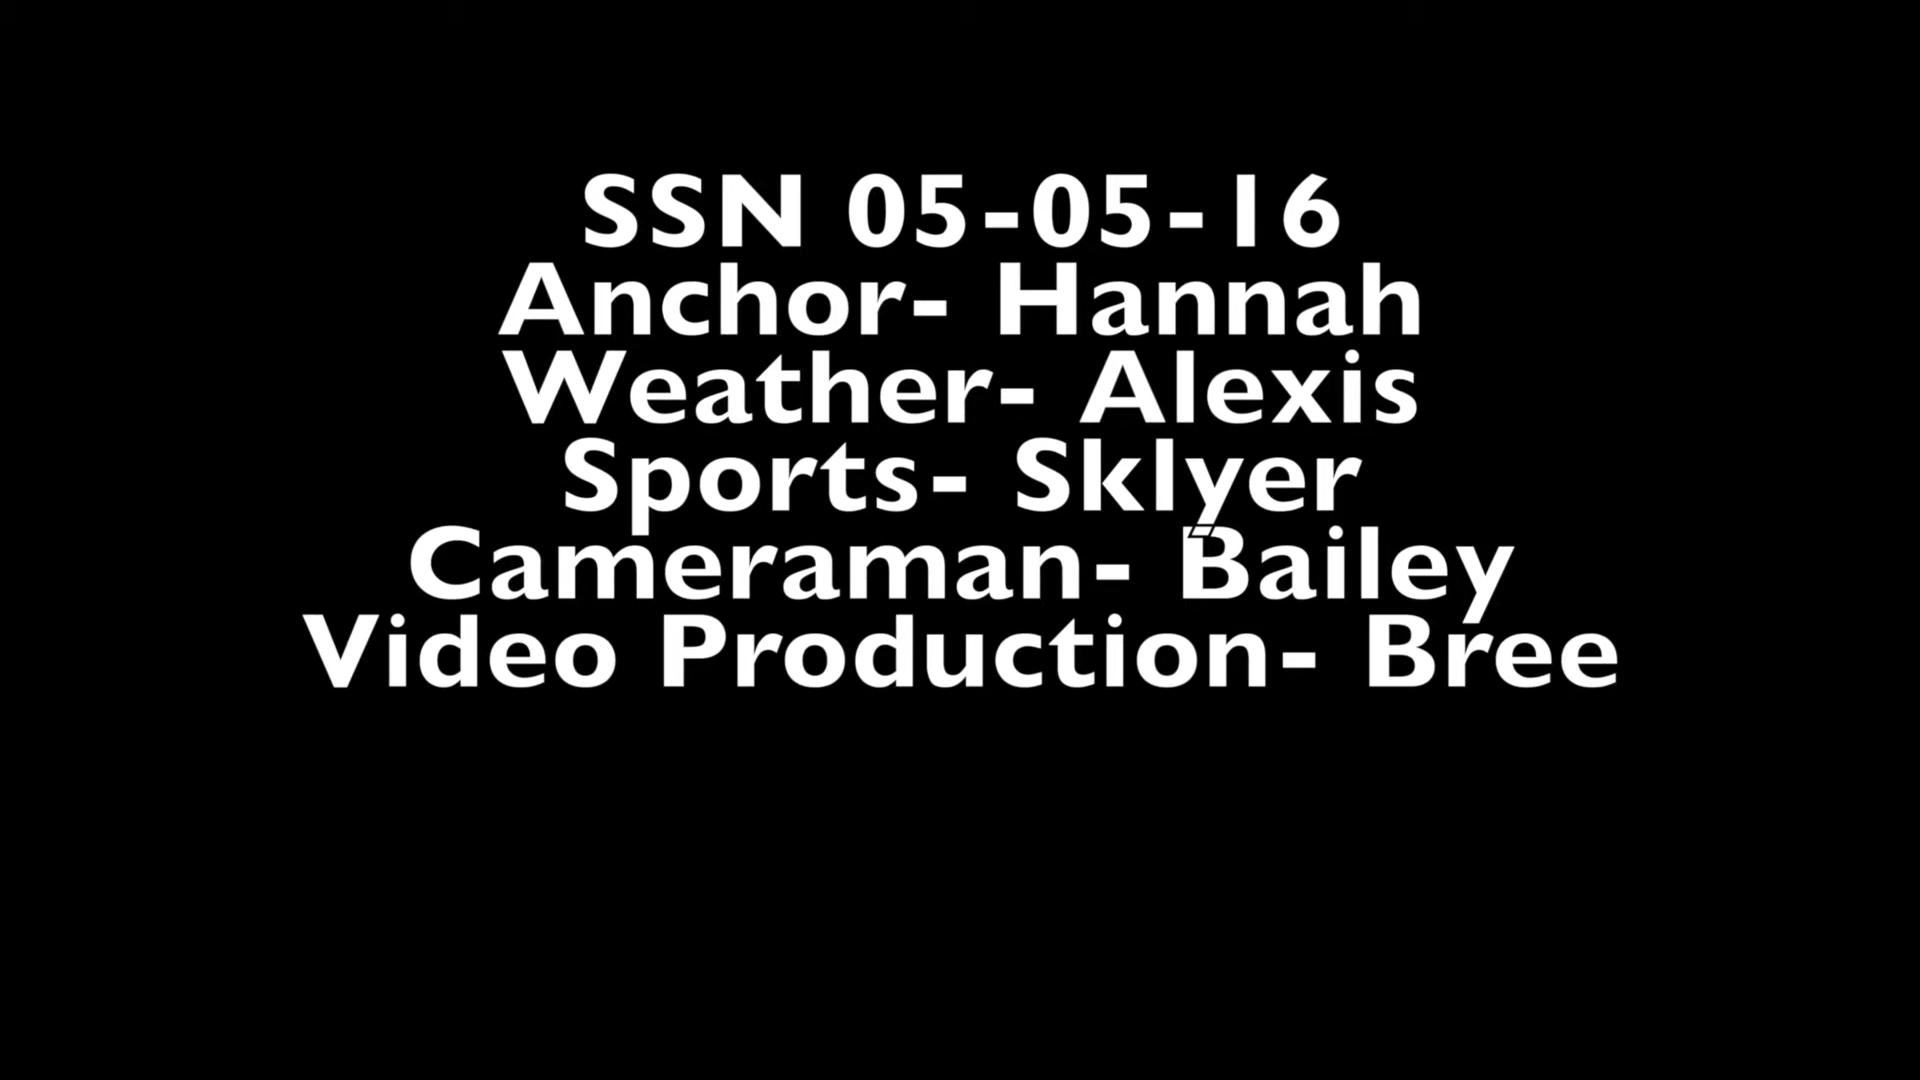 SSN 05-05-16
Anchor- Hannah
Weather- Alexis
Sports- Sklyer
Cameraman- Bailey
Video Production- Bree